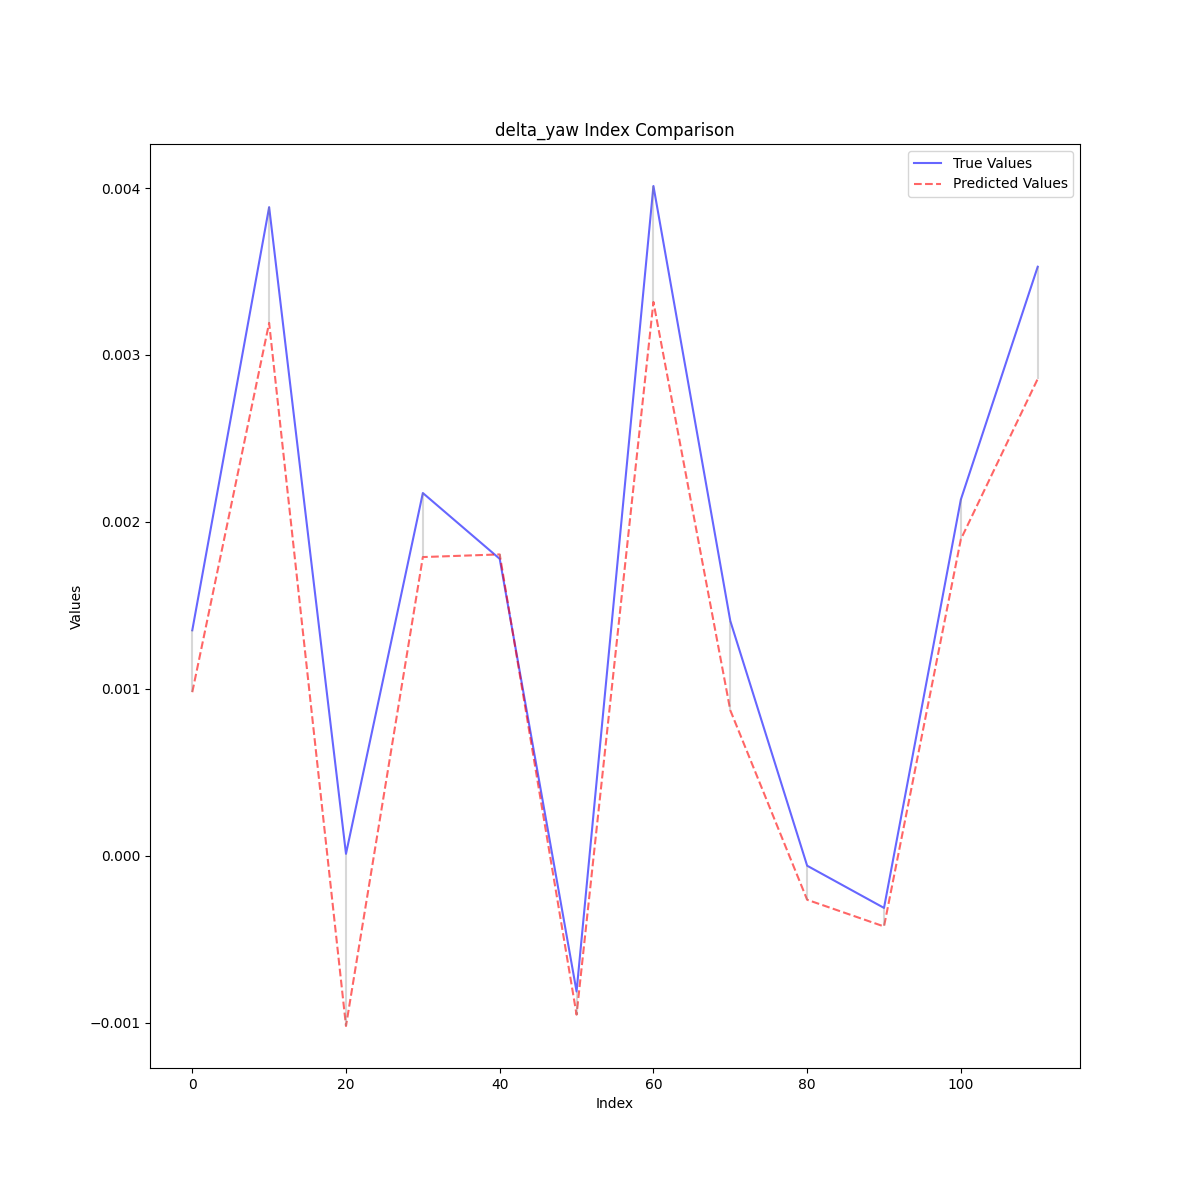 delta_yaw Index Comparison
True Values
Predicted Values
0.004
0.003
0.002
0.001
0.000
−0.001
Values
0
20
40
60
80
100
Index